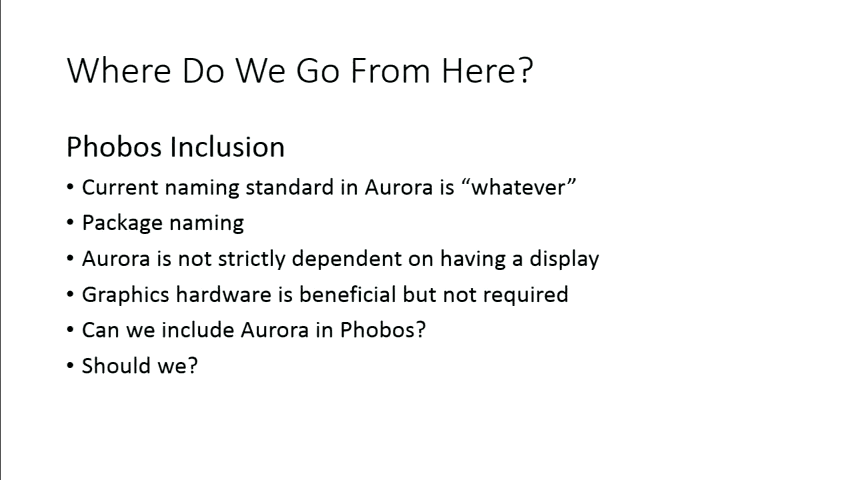 Where Do We Go From Here?
Phobos Inclusion
• Current naming standard in Aurora is “whatever”
• Package naming
• Aurora is not strictly dependent on having a display
• Graphics hardware is beneficial but not required
• Can we include Aurora in Phobos?
• Should we?